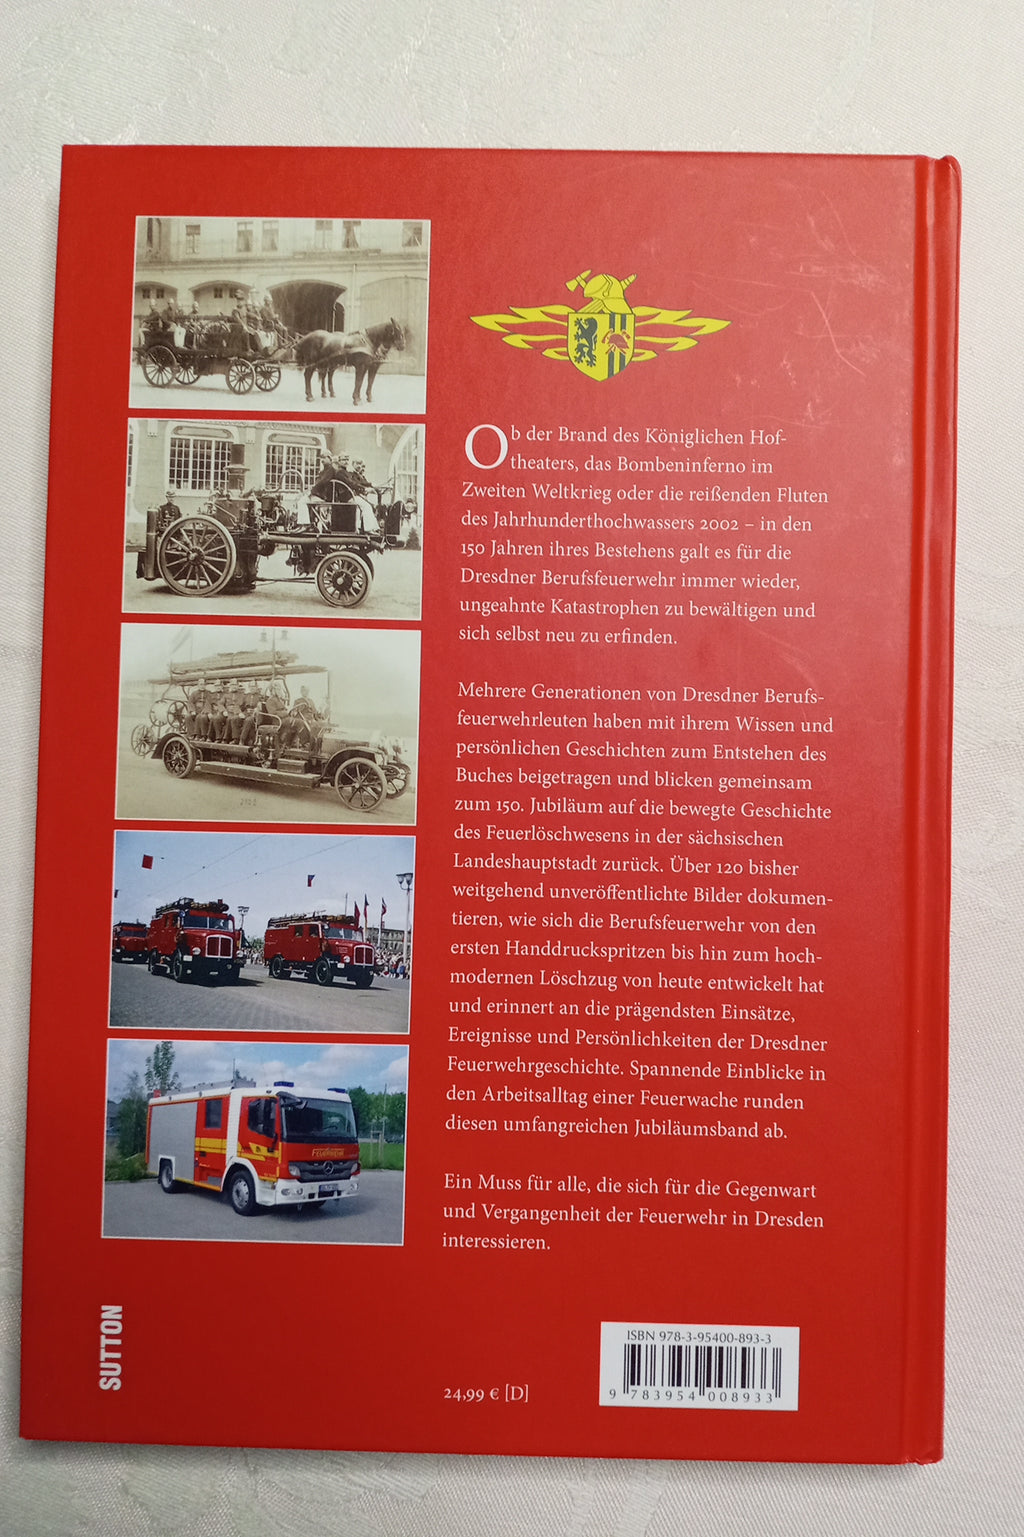 Ob der Brand des Königlichen Hof-
theaters, das Bombeninferno im
Zweiten Weltkrieg oder die reißenden Fluten
des Jahrhunderthochwassers 2002 – in den
150 Jahren ihres Bestehens galt es für die
Dresdner Berufsfeuerwehr immer wieder,
ungeahnte Katastrophen zu bewältigen und
sich selbst neu zu erfinden.
Mehrere Generationen von Dresdner Berufs-
feuerwehrleuten haben mit ihrem Wissen und
persönlichen Geschichten zum Entstehen des
Buches beigetragen und blicken gemeinsam
zum 150. Jubiläum auf die bewegte Geschichte
des Feuerlöschwesens in der sächsischen
Landeshauptstadt zurück. Über 120 bisher
weitgehend unveröffentlichte Bilder dokumen-
tieren, wie sich die Berufsfeuerwehr von den
ersten Handdruckspritzen bis hin zum hoch-
modernen Löschzug von heute entwickelt hat
und erinnert an die prägendsten Einsätze,
Ereignisse und Persönlichkeiten der Dresdner
Feuerwehrgeschichte. Spannende Einblicke in
den Arbeitsalltag einer Feuerwache runden
diesen umfangreichen Jubiläumsband ab.
Ein Muss für alle, die sich für die Gegenwart
und Vergangenheit der Feuerwehr in Dresden
interessieren.
FEUERWEHR
SUTTON
24,99 € [D]
ISBN 978-3-95400-893-3
9 783954 008933